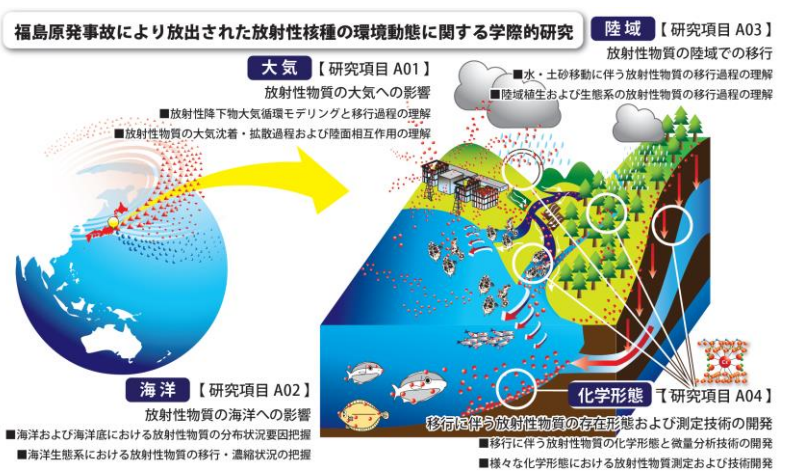 福島原発事故により放出された放射性核種の環境動態に関する学際的研究
大気【研究項目 A01】
放射性物質の大気への影響
■放射性降下物大気循環モデリングと移行過程の理解
■放射性物質の大気沈着・拡散過程および陸面相互作用の理解
陸域【研究項目 A03】
放射性物質の陸域での移行
■水・土砂移動に伴う放射性物質の移行過程の理解
■陸域植生および生態系の放射性物質の移行過程の理解
海洋【研究項目 A02】
放射性物質の海洋への影響
■海洋および海洋底における放射性物質の分布状況要因把握
■海洋生態系における放射性物質の移行・濃縮状況の把握
化学形態【研究項目 A04】
移行に伴う放射性物質の存在形態および測定技術の開発
■移行に伴う放射性物質の化学形態と微量分析技術の開発
■様々な化学形態における放射性物質測定および技術開発